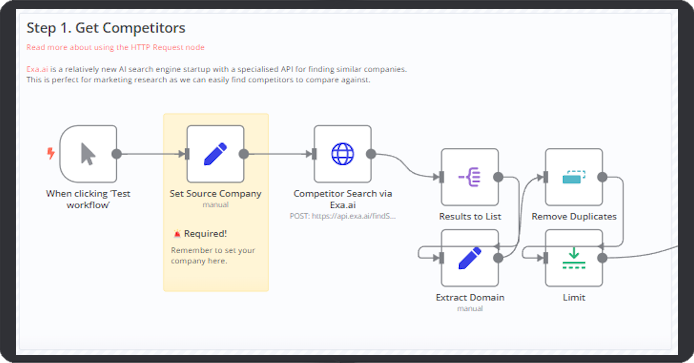 Step 1. Get Competitors
Read more about using the HTTP Request node
Exa.ai is a relatively new AI search engine startup with a specialised API for finding similar companies.
This is perfect for marketing research as we can easily find competitors to compare against.
When clicking 'Test
workflow'
Set Source Company
manual
Required!
Remember to set your
company here.
Competitor Search via
Exa.ai
POST: https://api.exa.ai/findS...
Results to List
Remove Duplicates
Extract Domain
manual
Limit